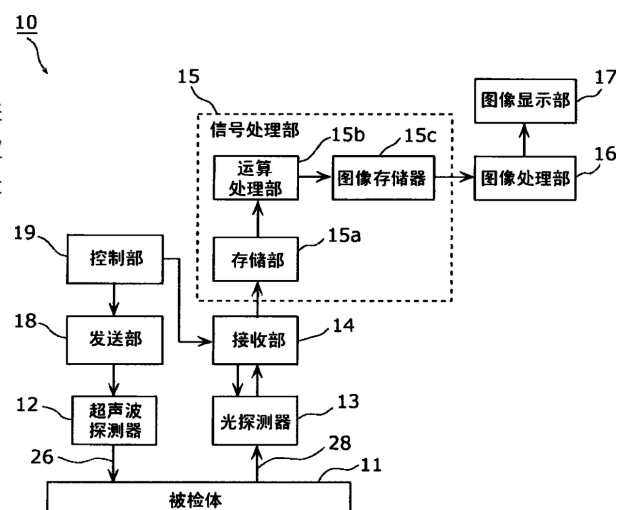 10
15
信号处理部
15b
15c
17
图像显示部
运算
处理部
图像存储器
图像处理部
16
15a
存储部
19
控制部
18
发送部
接收部
14
12
超声波
探测器
光探测器
13
26
28
11
被检体